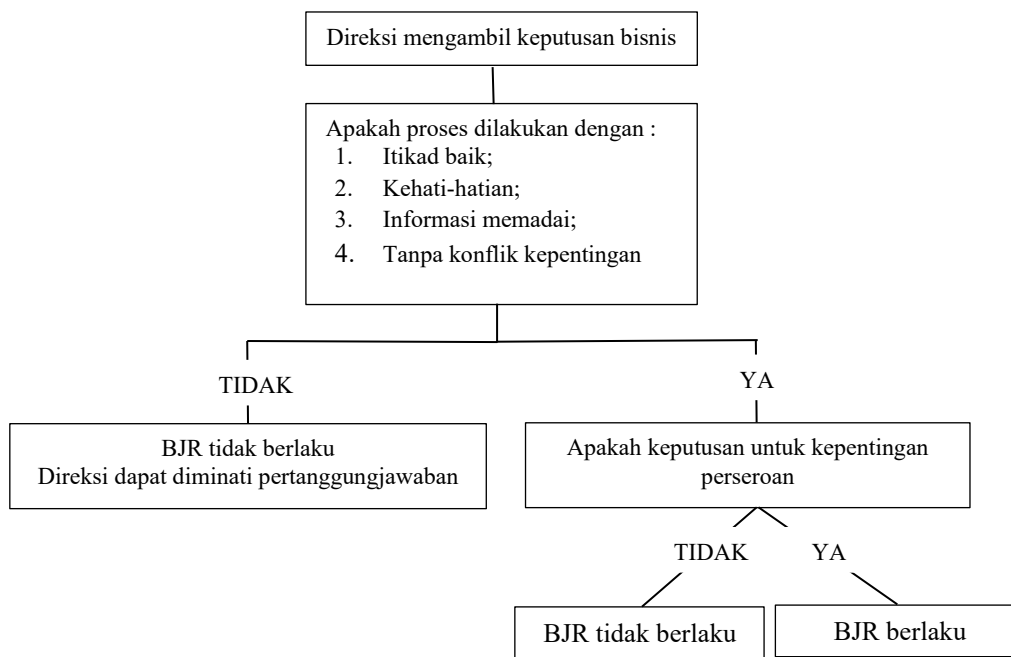 Direksi mengambil keputusan bisnis
Apakah proses dilakukan dengan :
1. Itikad baik;
2. Kehati-hatian;
3. Informasi memadai;
4. Tanpa konflik kepentingan
TIDAK
YA
BJR tidak berlaku
Direksi dapat diminati pertanggungjawaban
Apakah keputusan untuk kepentingan
perseroan
TIDAK
YA
BJR tidak berlaku
BJR berlaku